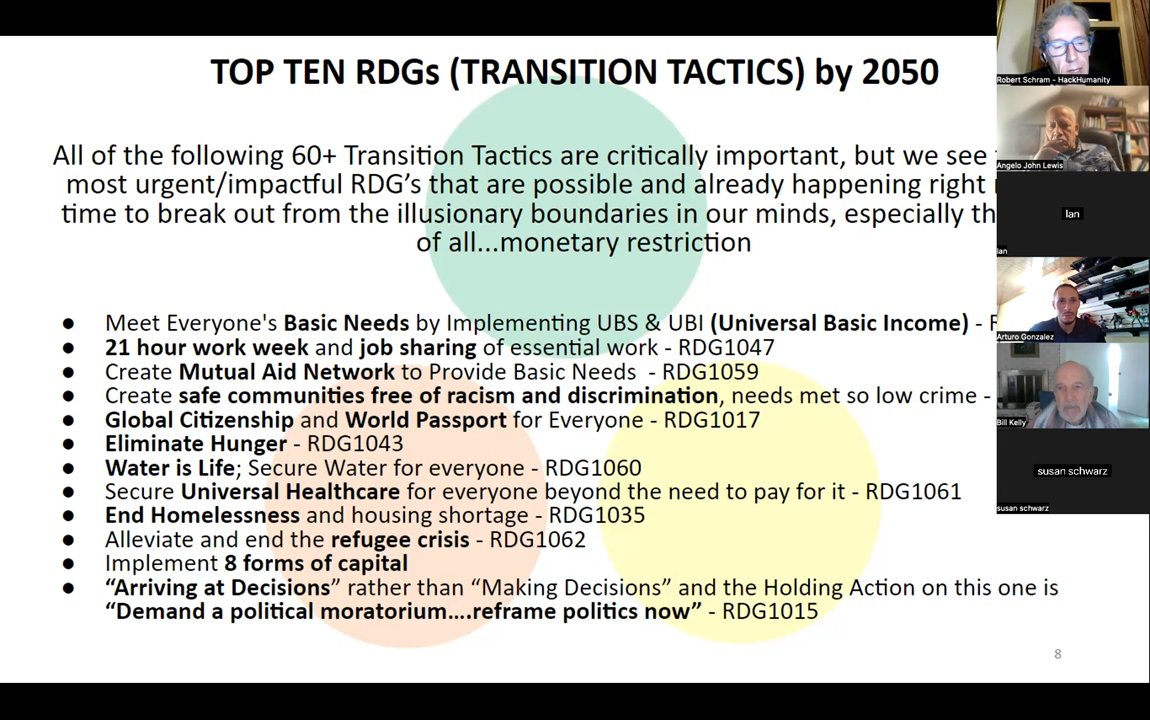 TOP TEN RDGs (TRANSITION TACTICS) by 2050
All of the following 60+ Transition Tactics are critically important, but we see
most urgent/impactful RDG's that are possible and already happening right
time to break out from the illusionary boundaries in our minds, especially th
of all...monetary restriction
● Meet Everyone's Basic Needs by Implementing UBS & UBI (Universal Basic Income) -
● 21 hour work week and job sharing of essential work - RDG1047
● Create Mutual Aid Network to Provide Basic Needs - RDG1059
● Create safe communities free of racism and discrimination, needs met so low crime -
● Global Citizenship and World Passport for Everyone - RDG1017
● Eliminate Hunger - RDG1043
● Water is Life; Secure Water for everyone - RDG1060
● Secure Universal Healthcare for everyone beyond the need to pay for it - RDG1061
● End Homelessness and housing shortage - RDG1035
● Alleviate and end the refugee crisis - RDG1062
● Implement 8 forms of capital
● “Arriving at Decisions” rather than “Making Decisions” and the Holding Action on this one is
“Demand a political moratorium....reframe politics now” - RDG1015
8
Robert Schram - HackHumanity
Angelo John Lewis
Ian
Ian
Arturo Gonzalez
Bill Kelly
susan schwarz
susan schwarz